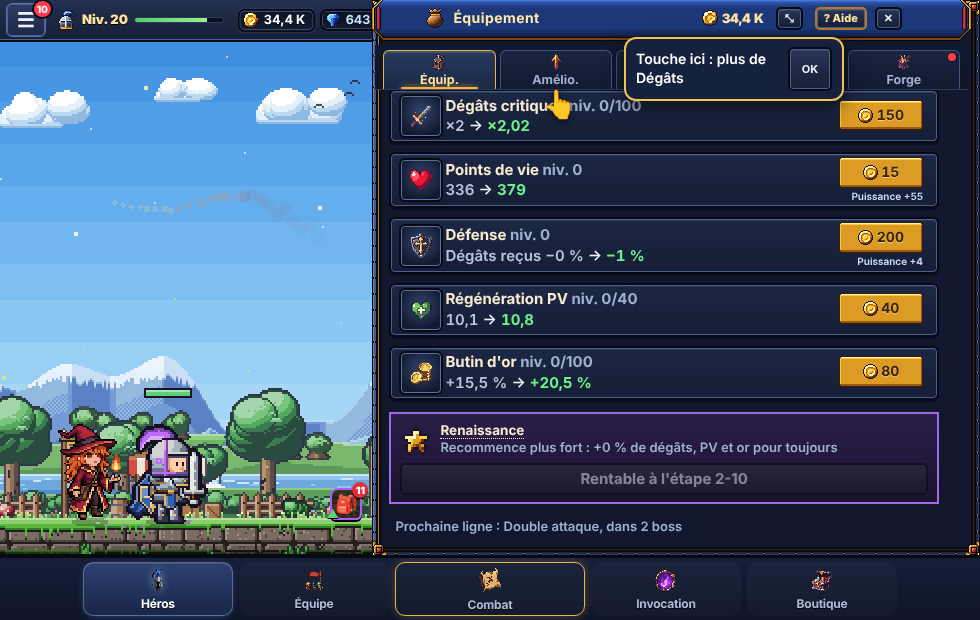 10
Niv. 20
34,4 K
643
Équipement
34,4 K
? Aide
Équip.
Amélio.
Touche ici : plus de
Dégâts
OK
Forge
Dégâts critiq niv. 0/100
×2 → ×2,02
150
Points de vie niv. 0
336 → 379
15
Puissance +55
Défense niv. 0
Dégâts reçus −0 % → −1 %
200
Puissance +4
Régénération PV niv. 0/40
10,1 → 10,8
40
Butin d'or niv. 0/100
+15,5 % → +20,5 %
80
Renaissance
Recommence plus fort : +0 % de dégâts, PV et or pour toujours
Rentable à l'étape 2-10
Prochaine ligne : Double attaque, dans 2 boss
11
Héros
Équipe
Combat
Invocation
Boutique